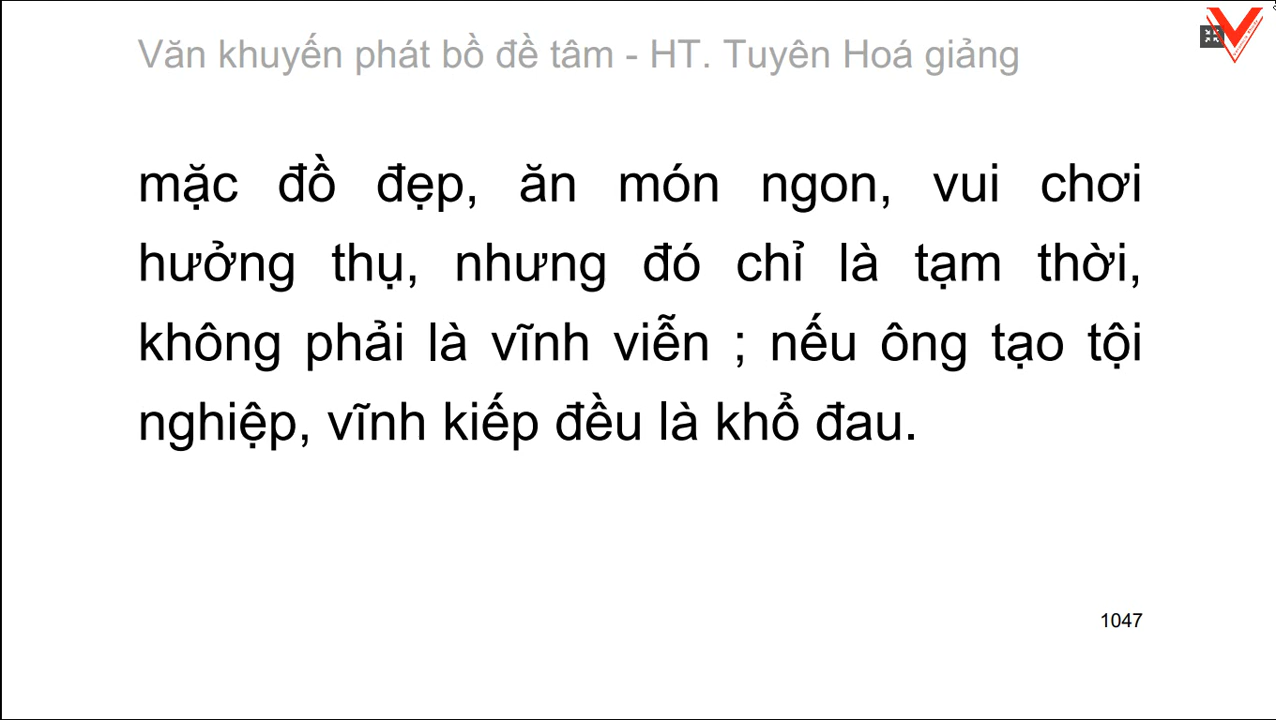 Văn khuyến phát bồ đề tâm - HT. Tuyên Hoá giảng
mặc đồ đẹp, ăn món ngon, vui chơi
hưởng thụ, nhưng đó chỉ là tạm thời,
không phải là vĩnh viễn ; nếu ông tạo tội
nghiệp, vĩnh kiếp đều là khổ đau.
1047